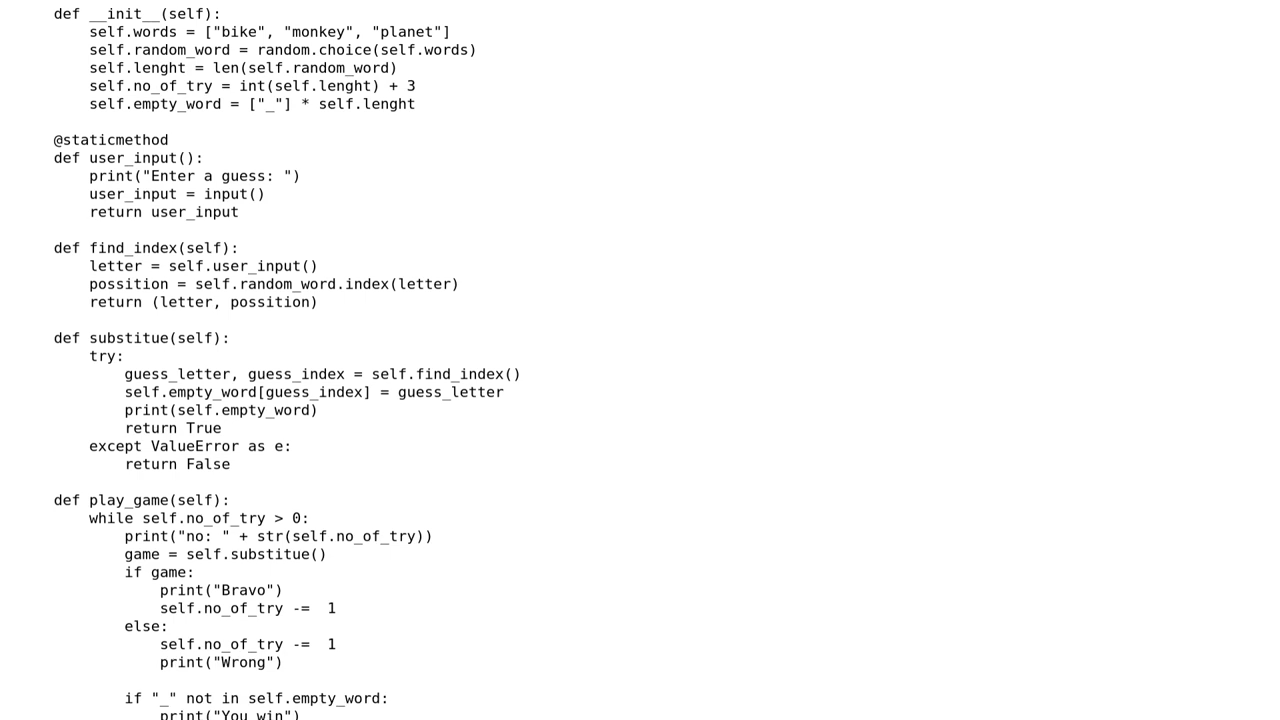 def __init__(self):
self.words = ["bike", "monkey", "planet"]
self.random_word = random.choice(self.words)
self.lenght = len(self.random_word)
self.no_of_try = int(self.lenght) + 3
self.empty_word = ["_"] * self.lenght
@staticmethod
def user_input():
print("Enter a guess: ")
user_input = input()
return user_input
def find_index(self):
letter = self.user_input()
possition = self.random_word.index(letter)
return (letter, possition)
def substitue(self):
try:
guess_letter, guess_index = self.find_index()
self.empty_word[guess_index] = guess_letter
print(self.empty_word)
return True
except ValueError as e:
return False
def play_game(self):
while self.no_of_try > 0:
print("no: " + str(self.no_of_try))
game = self.substitue()
if game:
print("Bravo")
self.no_of_try -=  1
else:
self.no_of_try -=  1
print("Wrong")
if "_" not in self.empty_word:
print("You win")